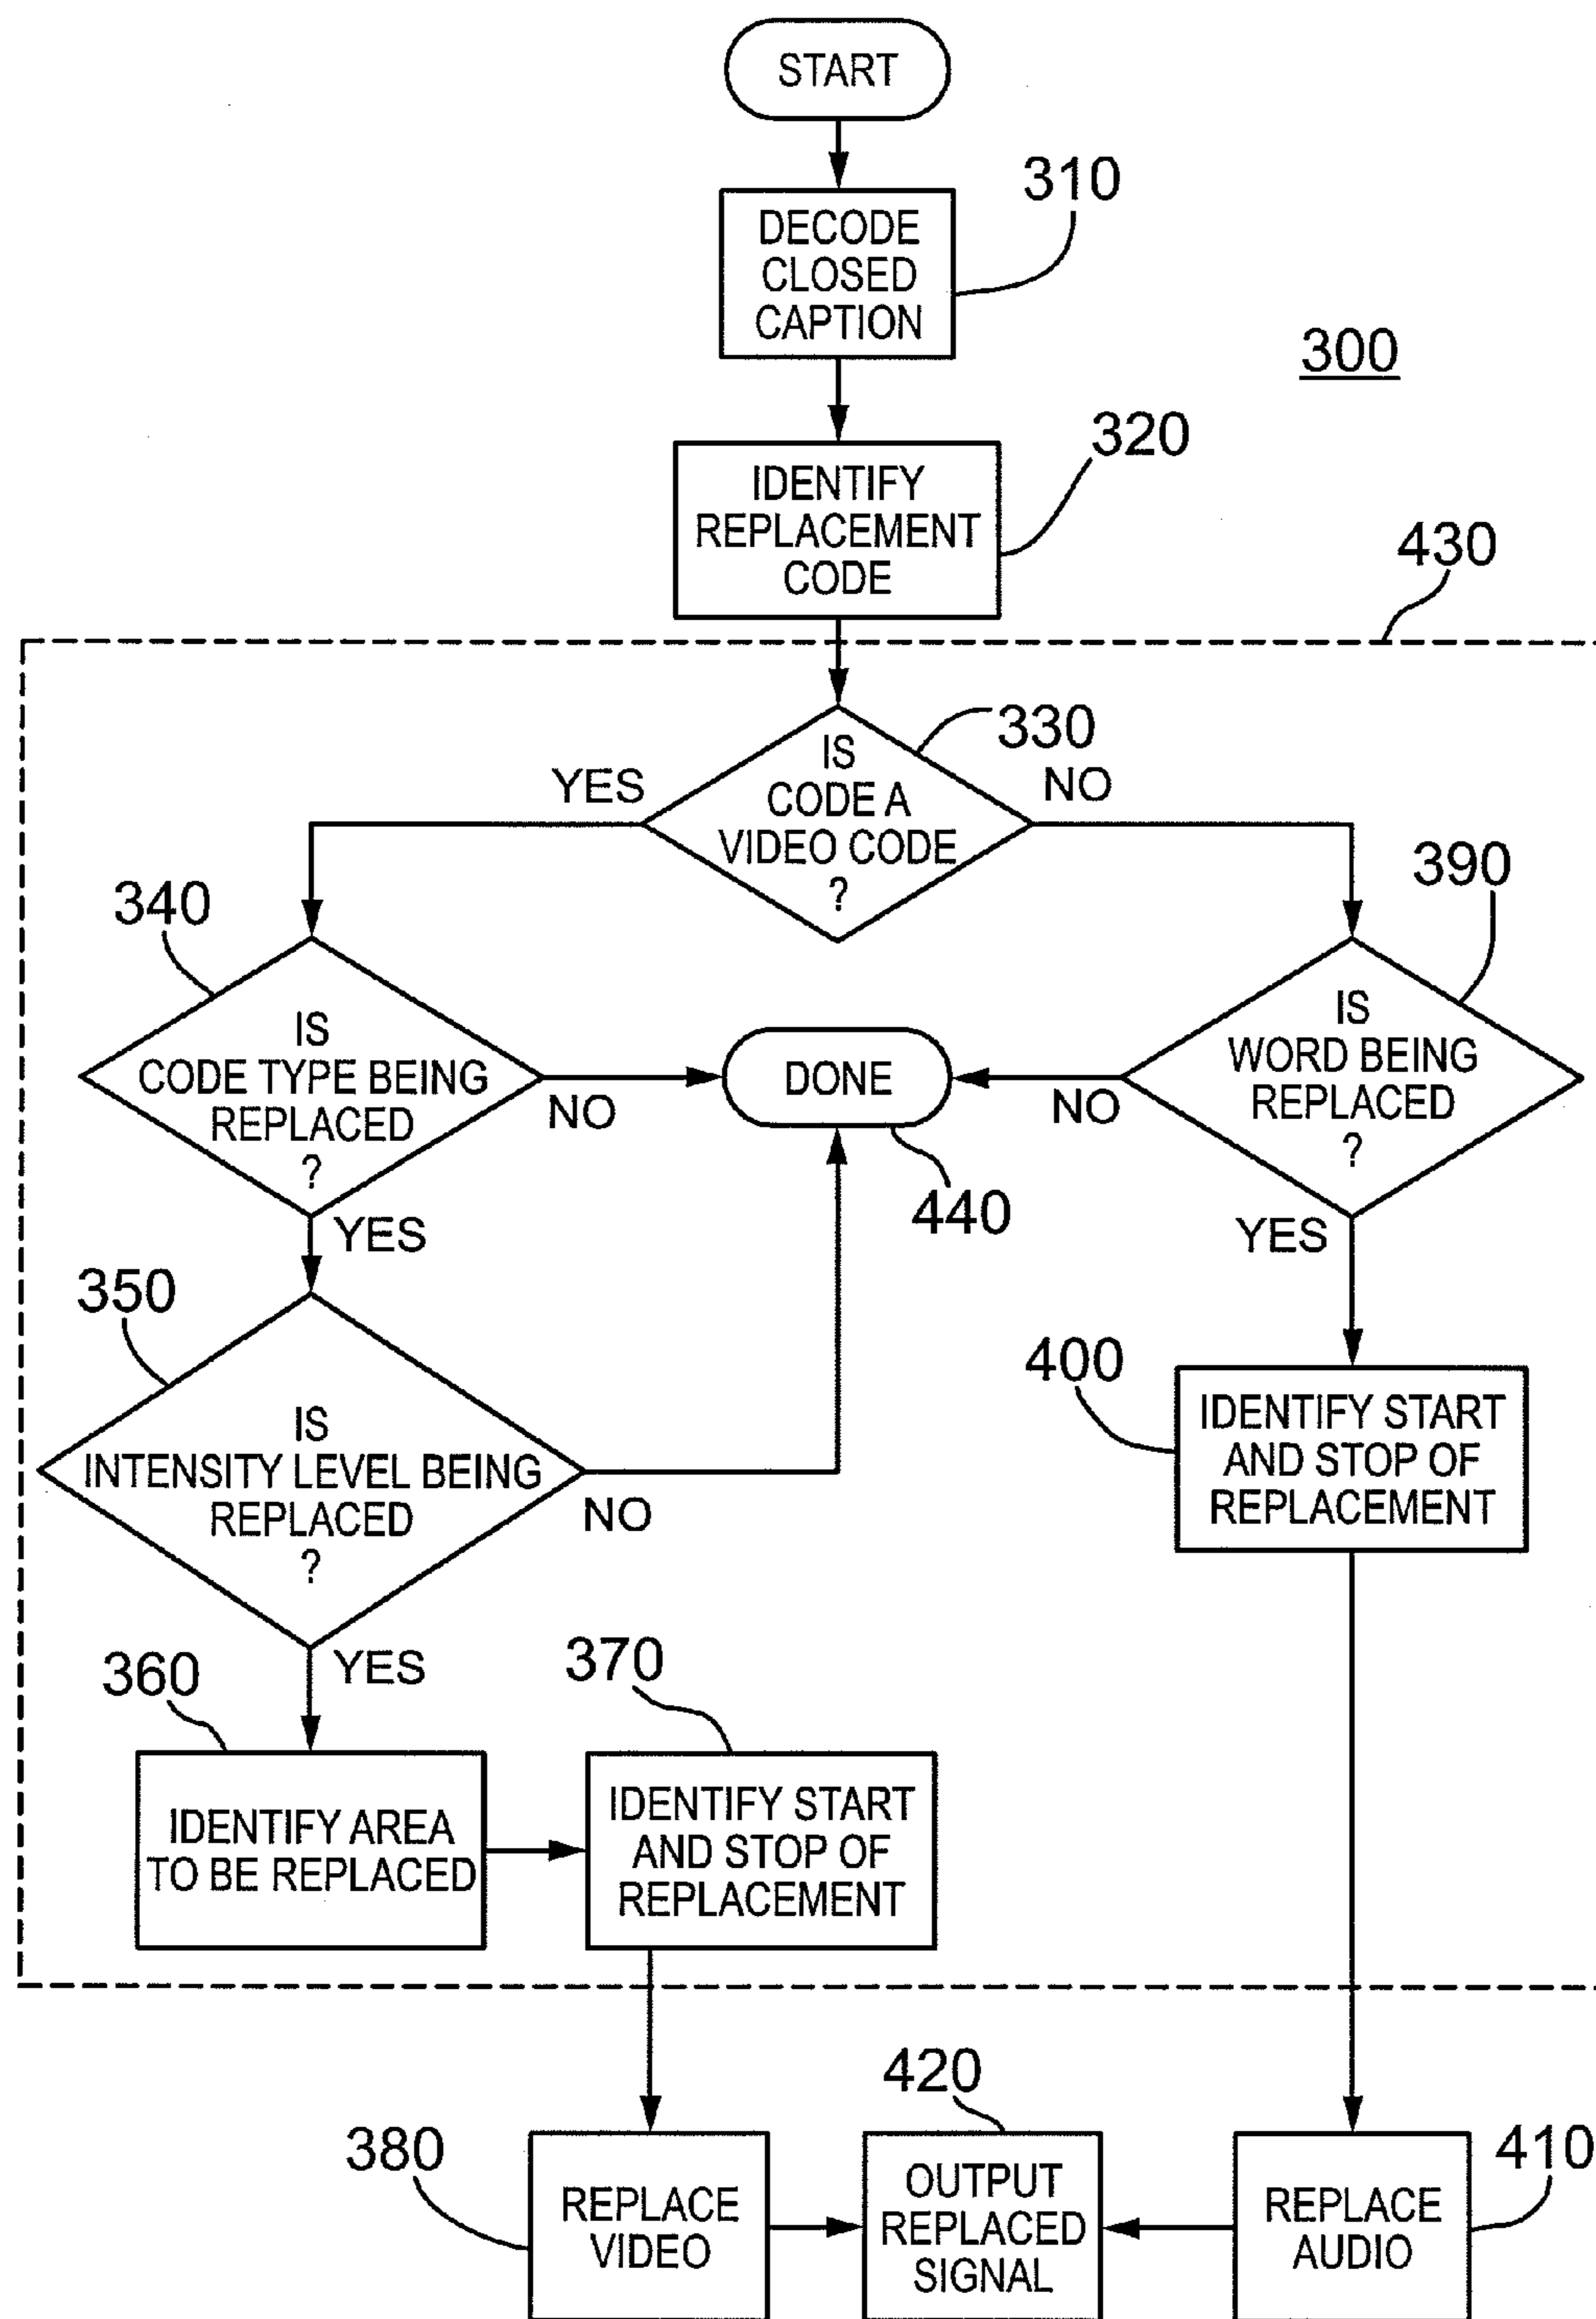 START
310
DECODE
CLOSED
CAPTION
300
320
IDENTIFY
REPLACEMENT
CODE
430
330
IS
CODE A
VIDEO CODE
?
YES
NO
340
390
IS
CODE TYPE BEING
REPLACED
?
NO
DONE
440
IS
WORD BEING
REPLACED
?
NO
YES
YES
350
IS
INTENSITY LEVEL BEING
REPLACED
?
NO
400
IDENTIFY START
AND STOP OF
REPLACEMENT
YES
360
IDENTIFY AREA
TO BE REPLACED
370
IDENTIFY START
AND STOP OF
REPLACEMENT
380
REPLACE
VIDEO
420
OUTPUT
REPLACED
SIGNAL
410
REPLACE
AUDIO